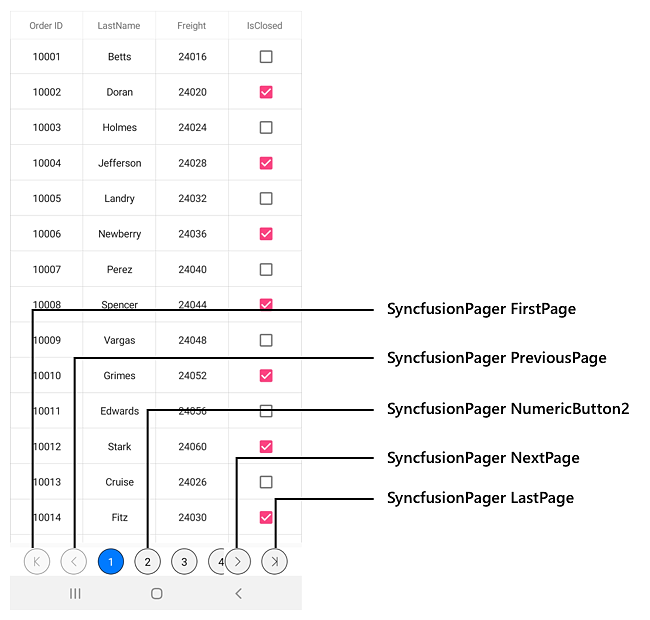 Order ID LastName Freight IsClosed
10001 Betts 24016
10002 Doran 24020
10003 Holmes 24024
10004 Jefferson 24028
10005 Landry 24032
10006 Newberry 24036
10007 Perez 24040
10008 Spencer 24044
SyncfusionPager FirstPage
10009 Vargas 24048
SyncfusionPager PreviousPage
10010 Grimes 24052
10011 Edwards 24056
SyncfusionPager NumericButton2
10012 Stark 24060
SyncfusionPager NextPage
10013 Cruise 24026
SyncfusionPager LastPage
10014 Fitz 24030
1 2 3 4